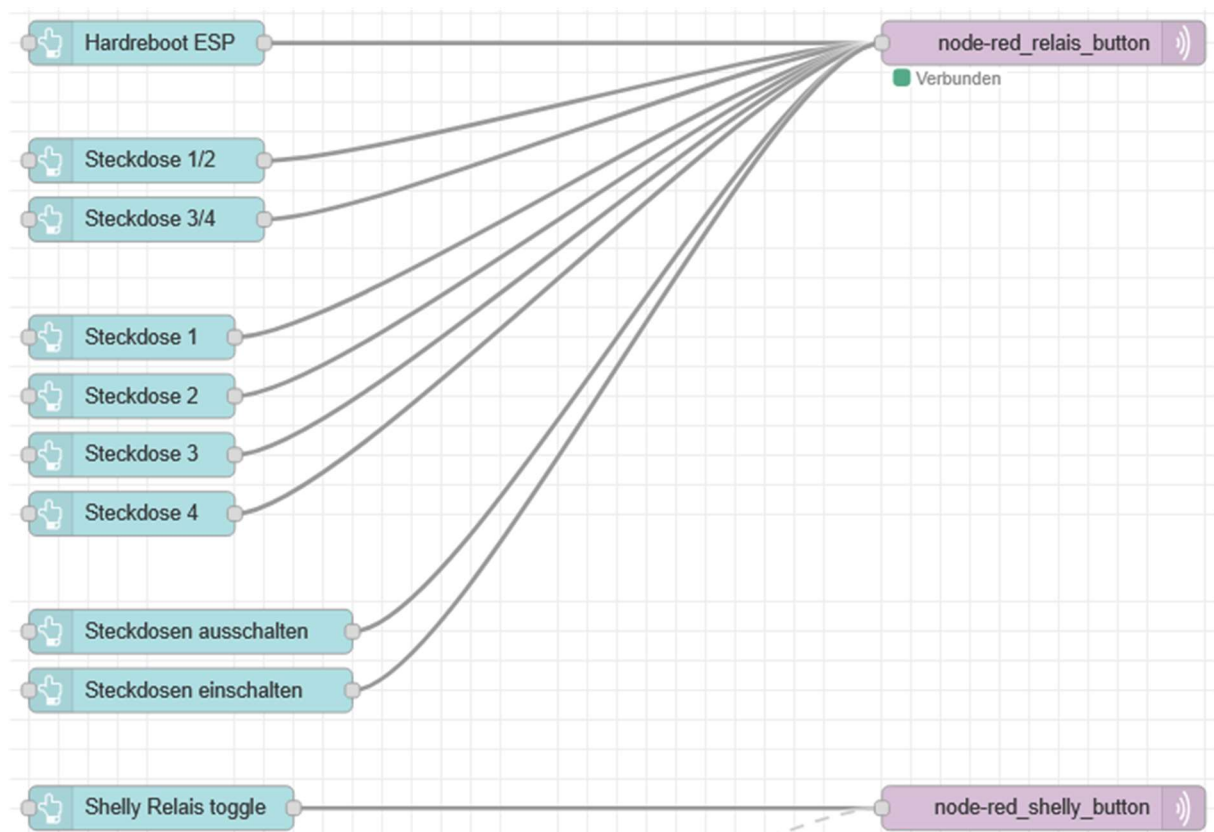 Hardreboot ESP
node-red_relais_button
Verbunden
Steckdose 1/2
Steckdose 3/4
Steckdose 1
Steckdose 2
Steckdose 3
Steckdose 4
Steckdosen ausschalten
Steckdosen einschalten
Shelly Relais toggle
node-red_shelly_button